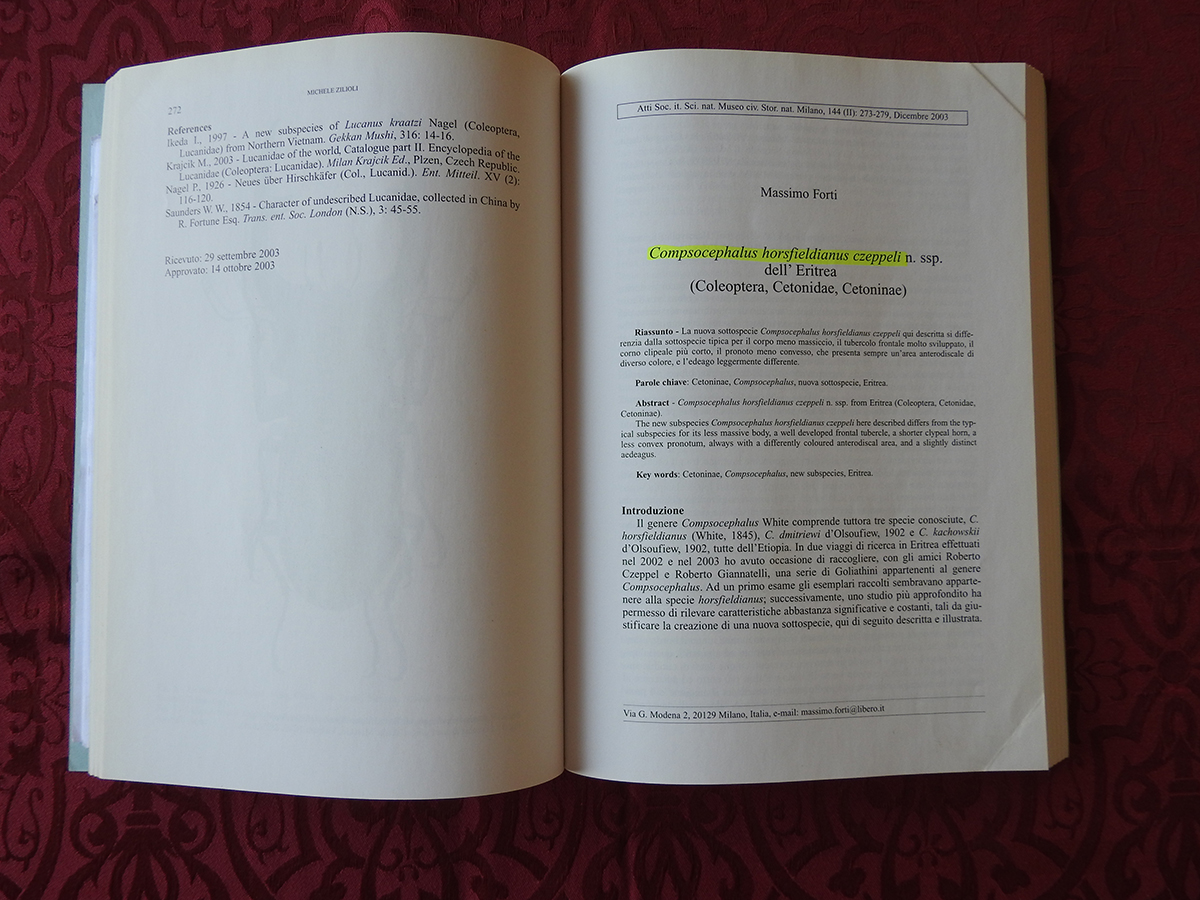 272
MICHELE ZILIOLI
References
Ikeda I., 1997 - A new subspecies of Lucanus kraatzi Nagel (Coleoptera,
Lucanidae) from Northern Vietnam. Gekkan Mushi, 316: 14-16.
Krajcik M., 2003 - Lucanidae of the world, Catalogue part II. Encyclopedia of the
Lucanidae (Coleoptera: Lucanidae). Milan Krajcik Ed., Plzen, Czech Republic.
Nagel P., 1926 - Neues über Hirschkäfer (Col., Lucanid.). Ent. Mitteil. XV (2):
116-120.
Saunders W. W., 1854 - Character of undescribed Lucanidae, collected in China by
R. Fortune Esq. Trans. ent. Soc. London (N.S.), 3: 45-55.
Ricevuto: 29 settembre 2003
Approvato: 14 ottobre 2003
Atti Soc. it. Sci. nat. Museo civ. Stor. nat. Milano, 144 (II): 273-279, Dicembre 2003
Massimo Forti
Compsocephalus horsfieldianus czeppeli n. ssp.
dell' Eritrea
(Coleoptera, Cetonidae, Cetoninae)
Riassunto - La nuova sottospecie Compsocephalus horsfieldianus czeppeli qui descritta si diffe-
renzia dalla sottospecie tipica per il corpo meno massiccio, il tubercolo frontale molto sviluppato, il
corno clipeale più corto, il pronoto meno convesso, che presenta sempre un'area anterodiscale di
diverso colore, e l'edeago leggermente differente.
Parole chiave: Cetoninae, Compsocephalus, nuova sottospecie, Eritrea.
Abstract - Compsocephalus horsfieldianus czeppeli n. ssp. from Eritrea (Coleoptera, Cetonidae,
Cetoninae).
The new subspecies Compsocephalus horsfieldianus czeppeli here described differs from the typ-
ical subspecies for its less massive body, a well developed frontal tubercle, a shorter clypeal horn, a
less convex pronotum, always with a differently coloured anterodiscal area, and a slightly distinct
aedeagus.
Key words: Cetoninae, Compsocephalus, new subspecies, Eritrea.
Introduzione
Il genere Compsocephalus White comprende tuttora tre specie conosciute, C.
horsfieldianus (White, 1845), C. dmitriewi d'Olsoufiew, 1902 e C. kachowskii
d'Olsoufiew, 1902, tutte dell'Etiopia. In due viaggi di ricerca in Eritrea effettuati
nel 2002 e nel 2003 ho avuto occasione di raccogliere, con gli amici Roberto
Czeppel e Roberto Giannatelli, una serie di Goliathini appartenenti al genere
Compsocephalus. Ad un primo esame gli esemplari raccolti sembravano apparte-
nere alla specie horsfieldianus; successivamente, uno studio più approfondito ha
permesso di rilevare caratteristiche abbastanza significative e costanti, tali da giu-
stificare la creazione di una nuova sottospecie, qui di seguito descritta e illustrata.
Via G. Modena 2, 20129 Milano, Italia, e-mail: massimo.forti@libero.it